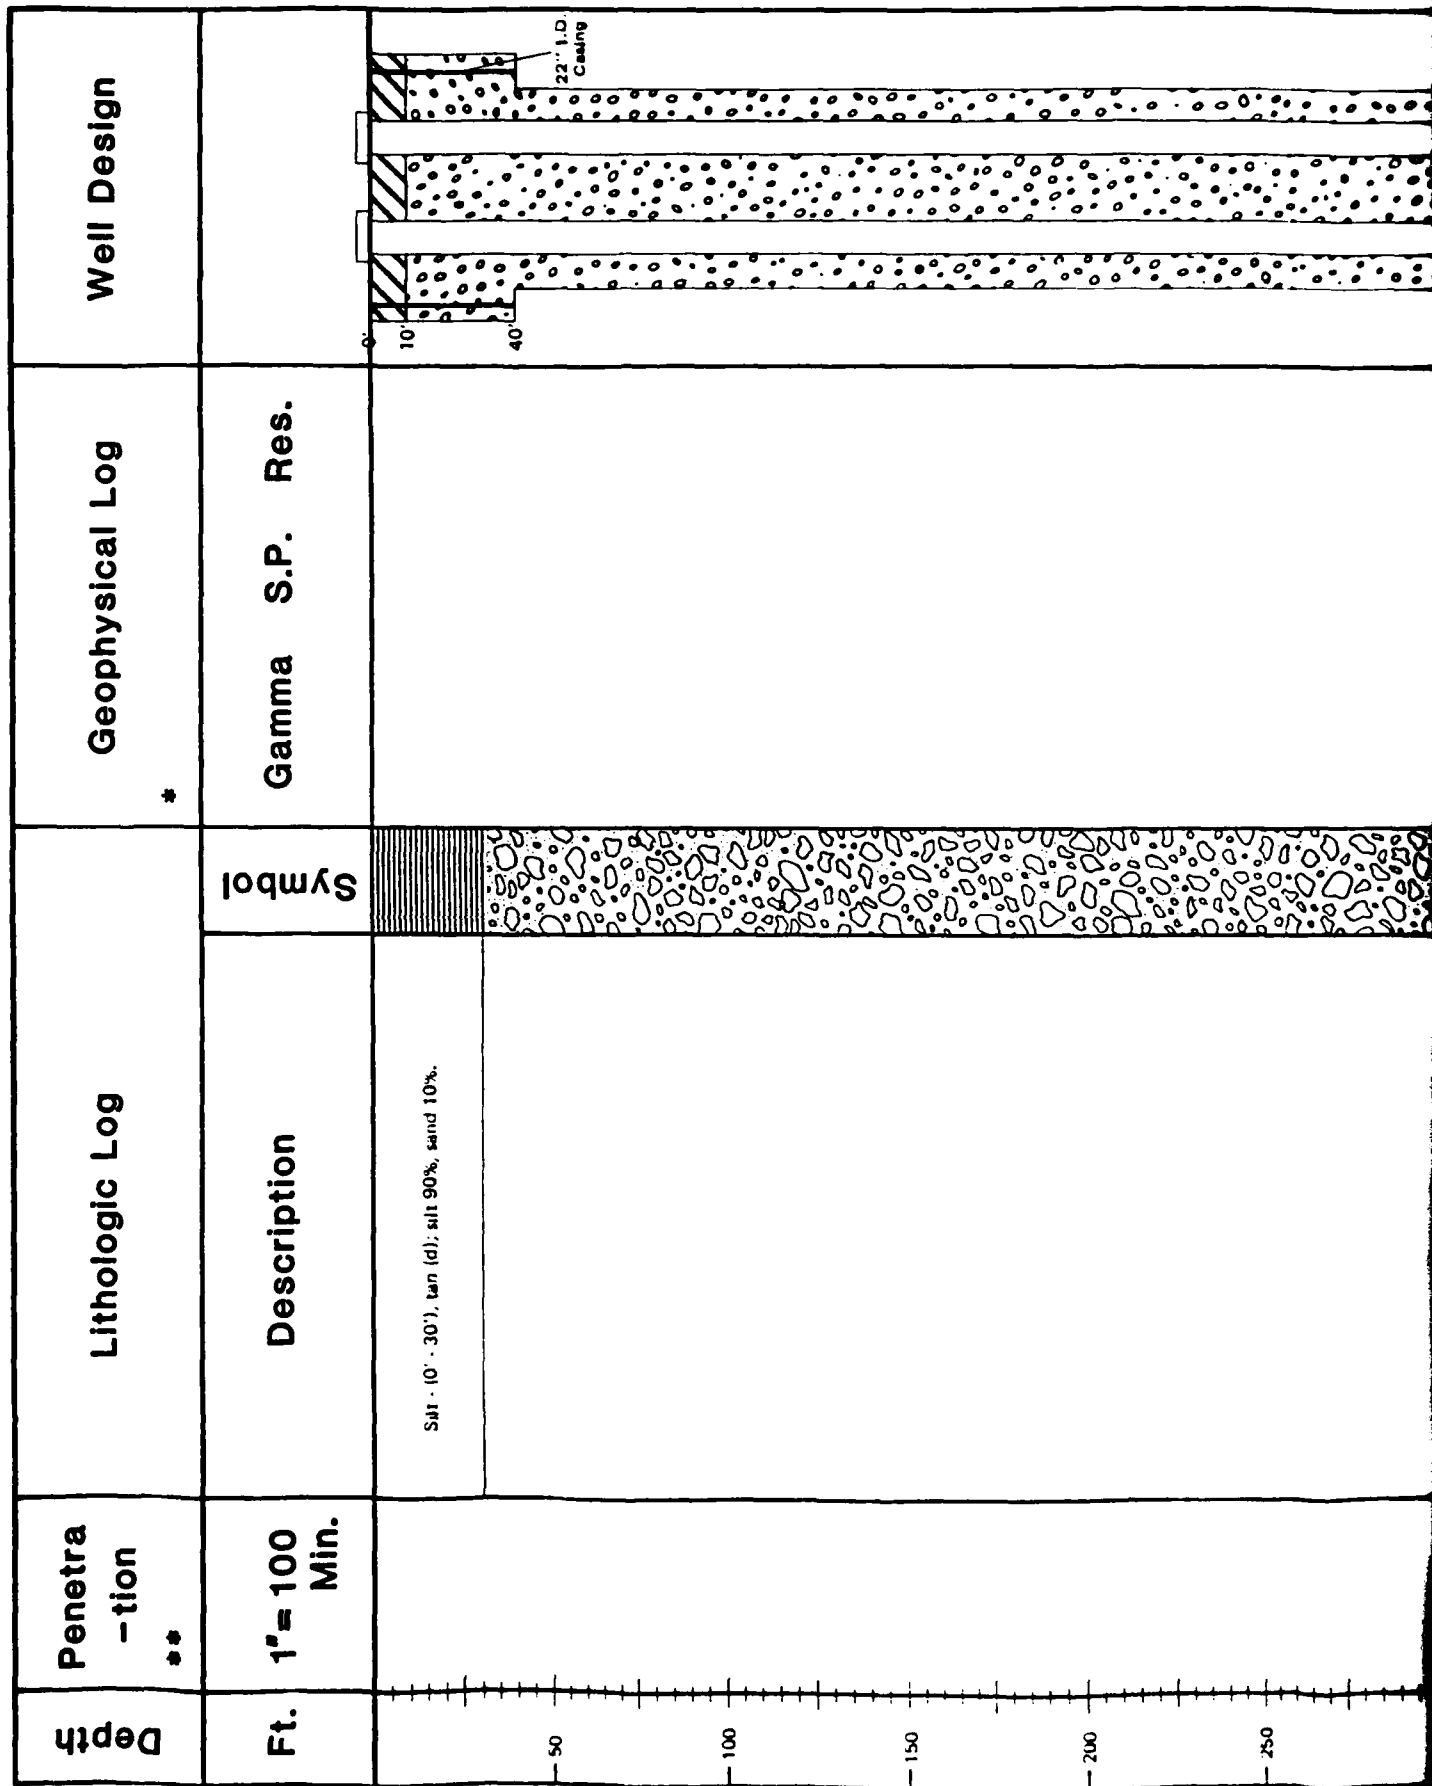 Depth
Penetra
-tion
**
Lithologic Log
Geophysical Log
*
Well Design
Ft.
1"= 100
Min.
Description
Symbol
Gamma S.P. Res.
0'
10'
40'
22" I.D.
Casing
Silt - (0' - 30'), tan (d); silt 90%, sand 10%.
50
100
150
200
250